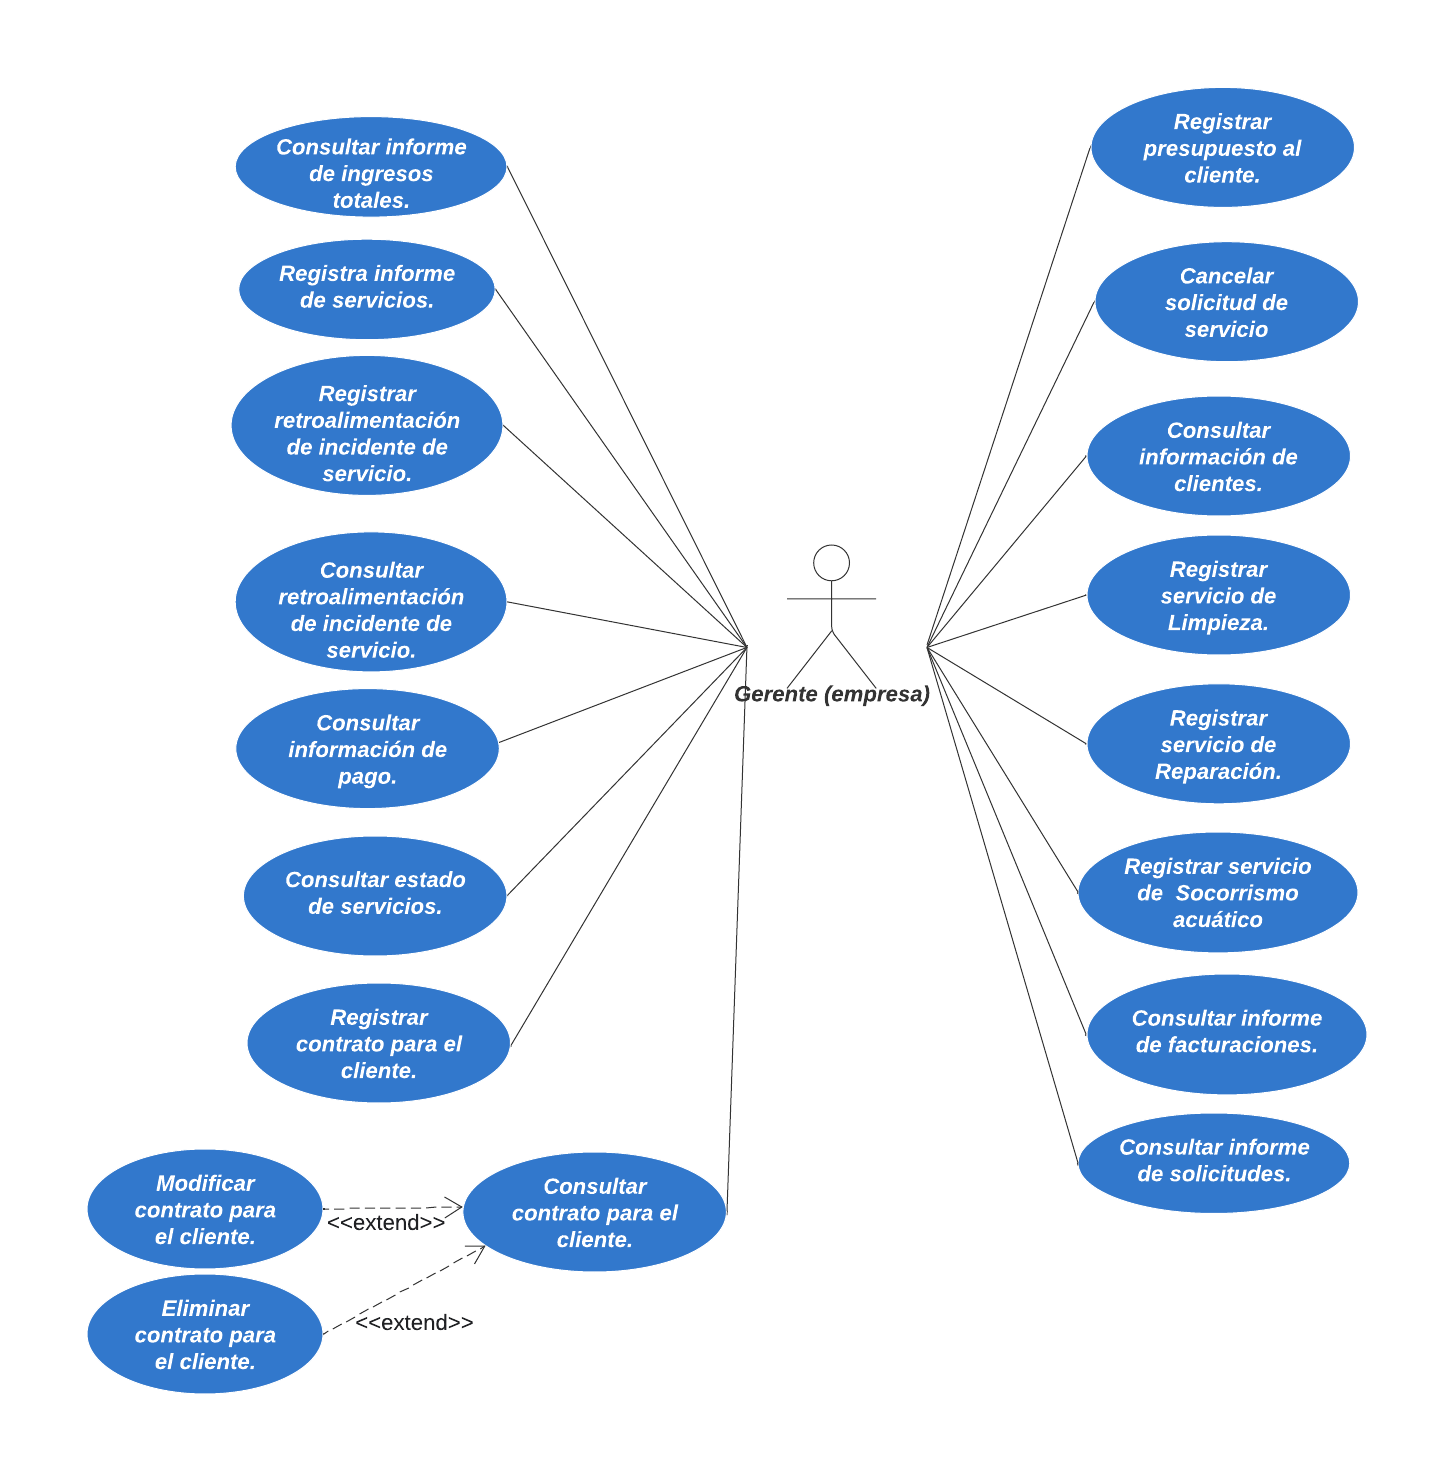 Consultar informe
de ingresos
totales.
Registra informe
de servicios.
Registrar
retroalimentación
de incidente de
servicio.
Consultar
retroalimentación
de incidente de
servicio.
Consultar
información de
pago.
Consultar estado
de servicios.
Registrar
contrato para el
cliente.
Modificar
contrato para
el cliente.
<<extend>>
Consultar
contrato para el
cliente.
Eliminar
contrato para
el cliente.
<<extend>>
Gerente (empresa)
Registrar
presupuesto al
cliente.
Cancelar
solicitud de
servicio
Consultar
información de
clientes.
Registrar
servicio de
Limpieza.
Registrar
servicio de
Reparación.
Registrar servicio
de  Socorrismo
acuático
Consultar informe
de facturaciones.
Consultar informe
de solicitudes.